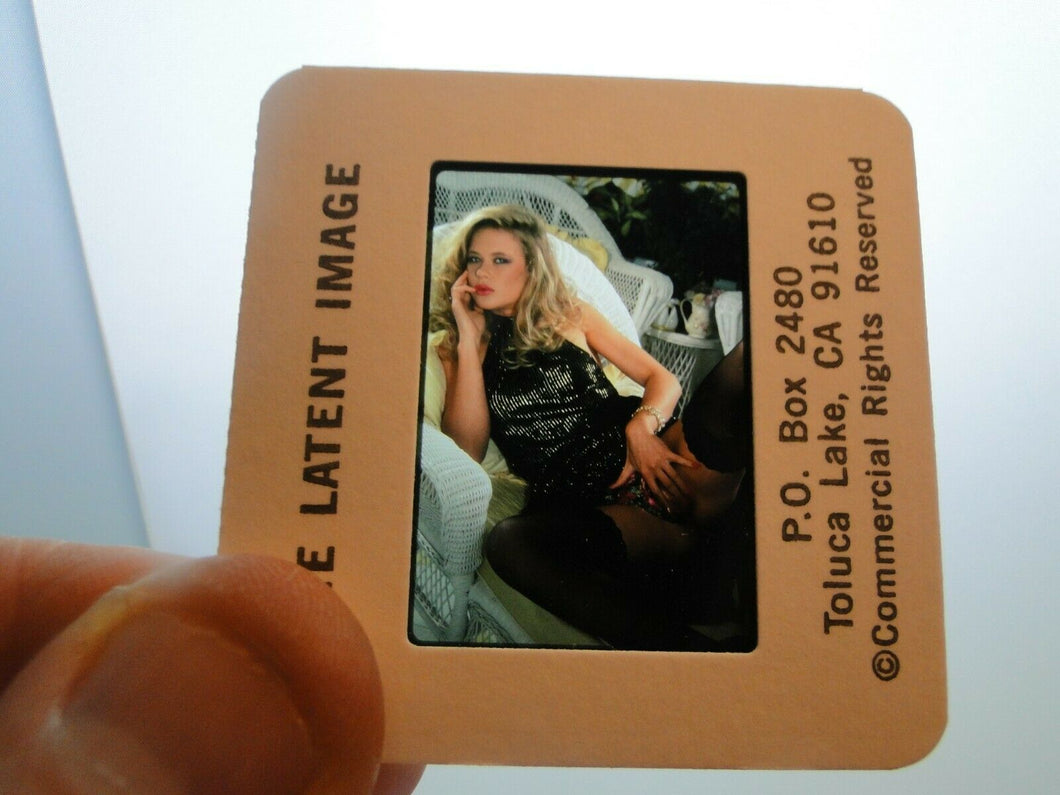 E LATENT IMAGE
P.O. Box 2480
Toluca Lake, CA 91610
©Commercial Rights Reserved